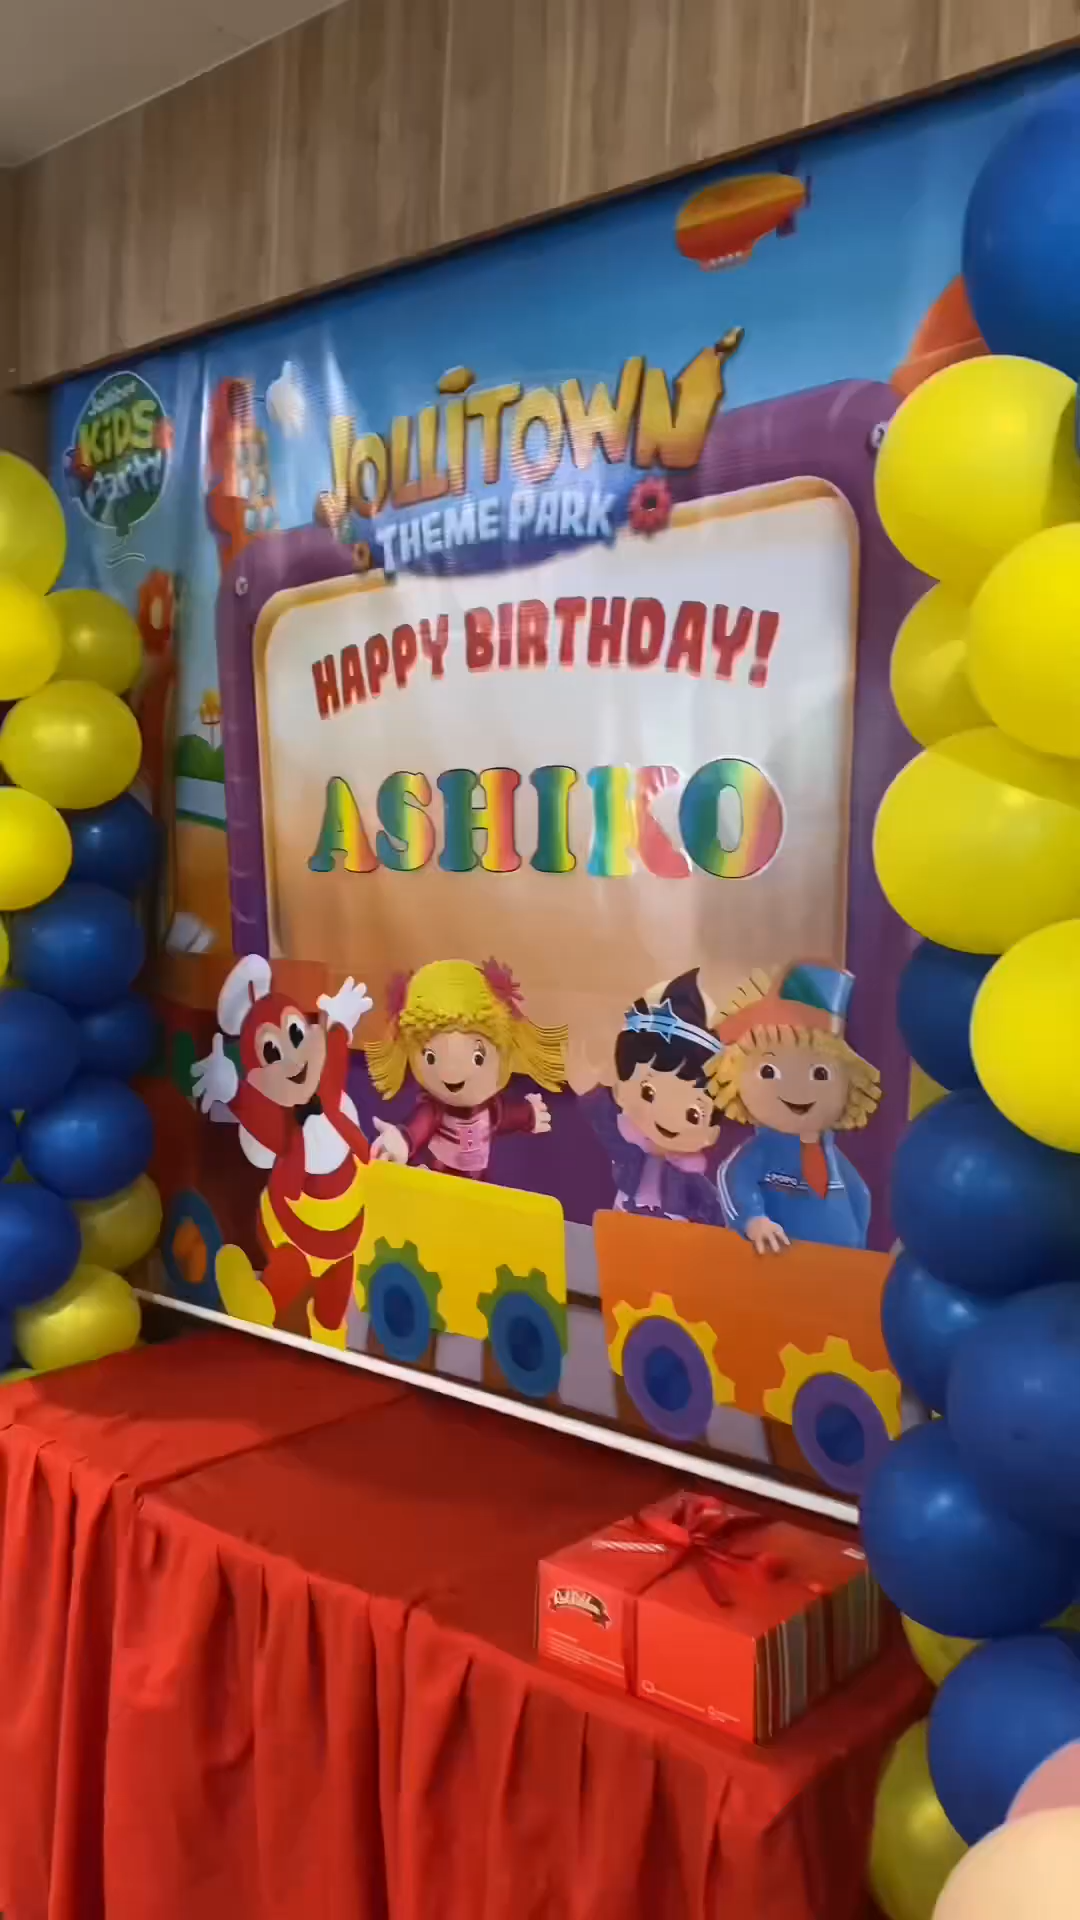 Jollibee
KiDS
Party
JOLLiTOWN
THEME PARK
HAPPY BIRTHDAY!
ASHIKO